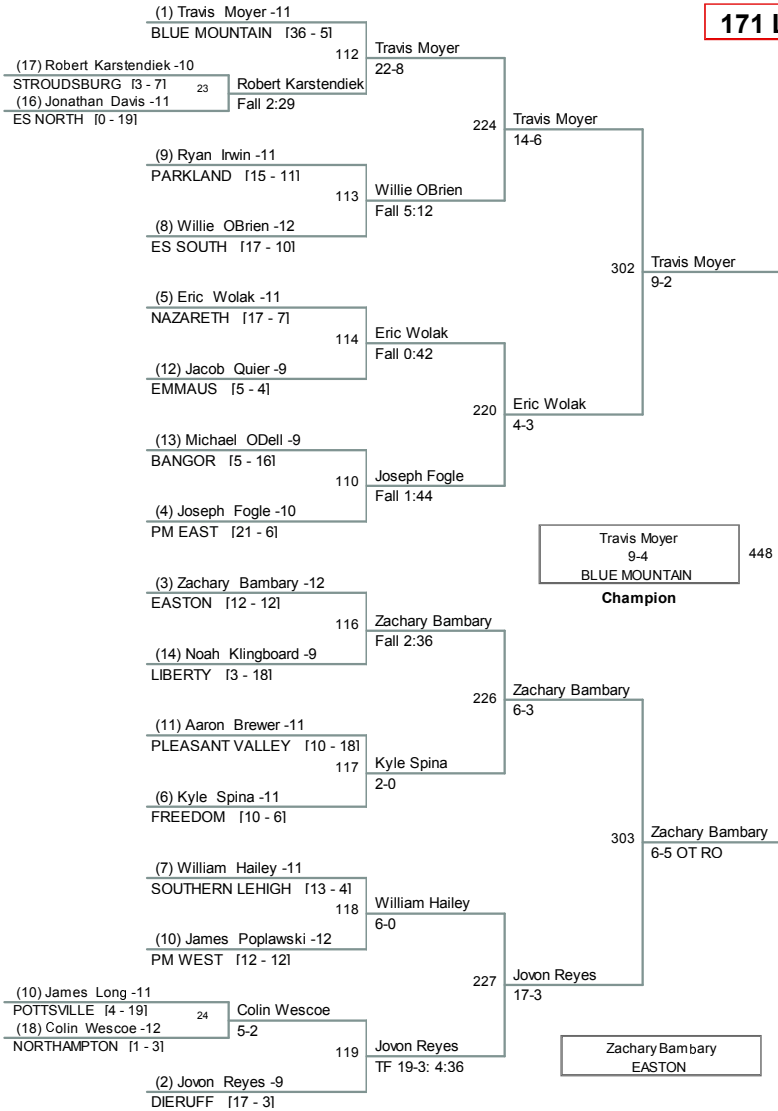 171 L
(1) Travis Moyer -11
BLUE MOUNTAIN [36 - 5]
112
Travis Moyer
22-8
(17) Robert Karstendiek -10
STROUDSBURG [3 - 7]
23
(16) Jonathan Davis -11
ES NORTH [0 - 19]
Robert Karstendiek
Fall 2:29
224
Travis Moyer
14-6
(9) Ryan Irwin -11
PARKLAND [15 - 11]
113
Willie OBrien
Fall 5:12
(8) Willie OBrien -12
ES SOUTH [17 - 10]
302
Travis Moyer
9-2
(5) Eric Wolak -11
NAZARETH [17 - 7]
114
Eric Wolak
Fall 0:42
(12) Jacob Quier -9
EMMAUS [5 - 4]
220
Eric Wolak
4-3
(13) Michael ODell -9
BANGOR [5 - 16]
110
Joseph Fogle
Fall 1:44
(4) Joseph Fogle -10
PM EAST [21 - 6]
Travis Moyer
9-4
BLUE MOUNTAIN
448
Champion
(3) Zachary Bambary -12
EASTON [12 - 12]
116
Zachary Bambary
Fall 2:36
(14) Noah Klingboard -9
LIBERTY [3 - 18]
226
Zachary Bambary
6-3
(11) Aaron Brewer -11
PLEASANT VALLEY [10 - 18]
117
Kyle Spina
2-0
(6) Kyle Spina -11
FREEDOM [10 - 6]
303
Zachary Bambary
6-5 OT RO
(7) William Hailey -11
SOUTHERN LEHIGH [13 - 4]
118
William Hailey
6-0
(10) James Poplawski -12
PM WEST [12 - 12]
227
Jovon Reyes
17-3
(10) James Long -11
POTTSVILLE [4 - 19]
24
(18) Colin Wescoe -12
NORTHAMPTON [1 - 3]
Colin Wescoe
5-2
119
Jovon Reyes
TF 19-3: 4:36
(2) Jovon Reyes -9
DIERUFF [17 - 3]
Zachary Bambary
EASTON